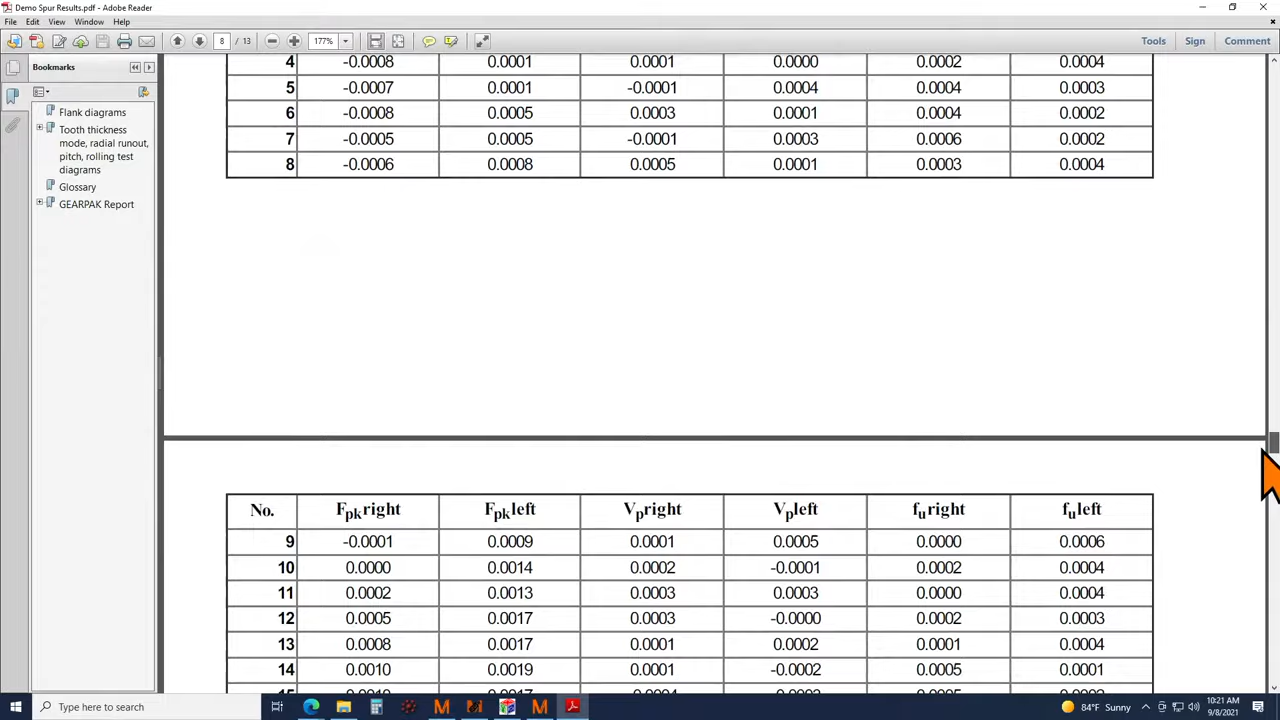 Demo Spur Results.pdf - Adobe Reader
File Edit View Window Help
8 / 13 177% Tools Sign Comment
Bookmarks
Flank diagrams
Tooth thickness
mode, radial runout,
pitch, rolling test
diagrams
Glossary
GEARPAK Report
4 -0.0008 0.0001 0.0001 0.0000 0.0002 0.0004
5 -0.0007 0.0001 -0.0001 0.0004 0.0004 0.0003
6 -0.0008 0.0005 0.0003 0.0001 0.0004 0.0002
7 -0.0005 0.0005 -0.0001 0.0003 0.0006 0.0002
8 -0.0006 0.0008 0.0005 0.0001 0.0003 0.0004
No. Fpk right Fpk left Vp right Vp left fu right fu left
9 -0.0001 0.0009 0.0001 0.0005 0.0000 0.0006
10 0.0000 0.0014 0.0002 -0.0001 0.0002 0.0004
11 0.0002 0.0013 0.0003 0.0003 0.0000 0.0004
12 0.0005 0.0017 0.0003 -0.0000 0.0002 0.0003
13 0.0008 0.0017 0.0001 0.0002 0.0001 0.0004
14 0.0010 0.0019 0.0001 -0.0002 0.0005 0.0001
Type here to search
84°F Sunny
10:21 AM
9/8/2021